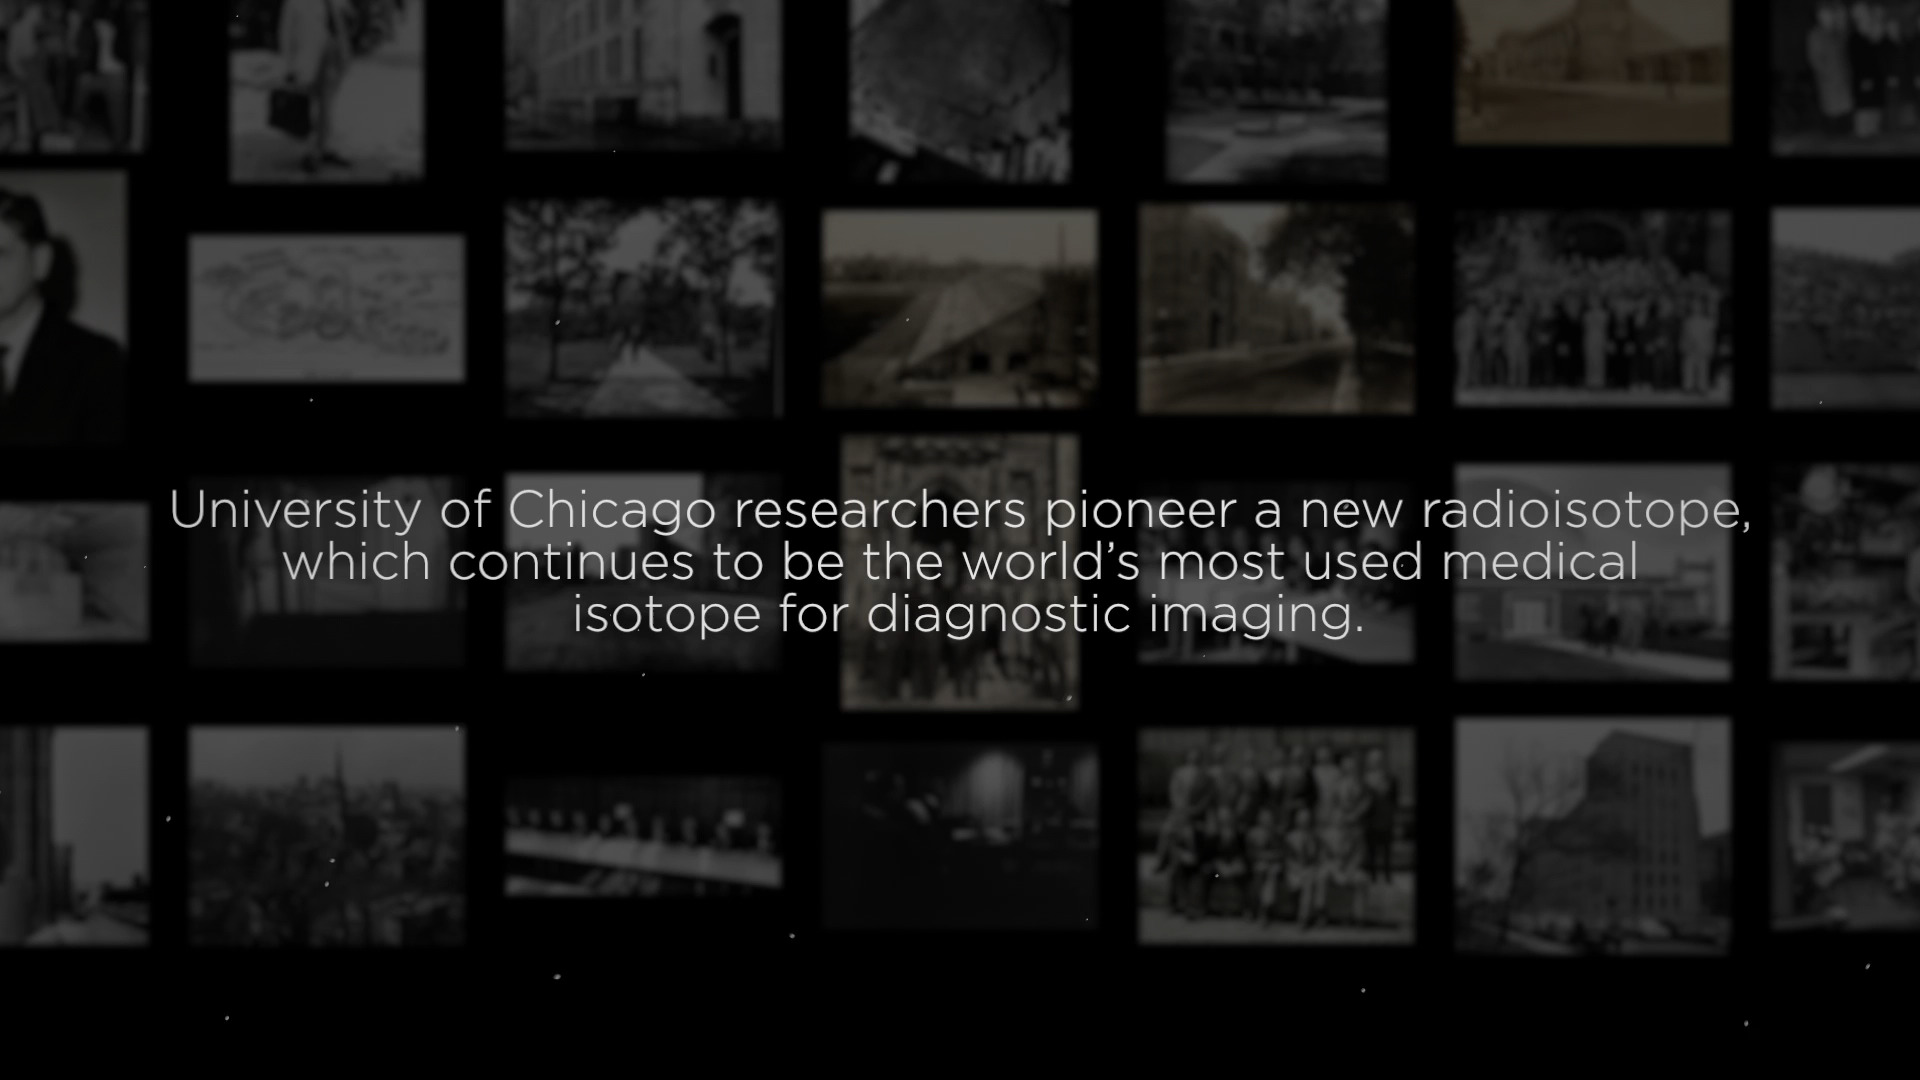 University of Chicago researchers pioneer a new radioisotope,
which continues to be the world’s most used medical
isotope for diagnostic imaging.